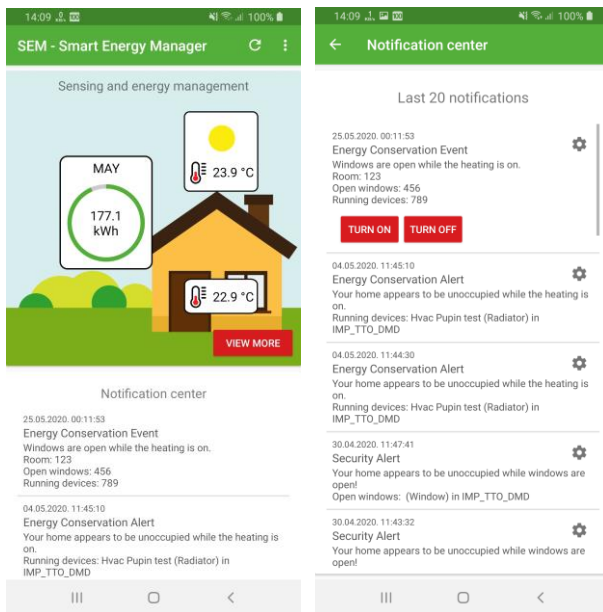 14:09
100%
SEM - Smart Energy Manager
Sensing and energy management
23.9 °C
MAY
177.1
kWh
22.9 °C
VIEW MORE
Notification center
25.05.2020. 00:11:53
Energy Conservation Event
Windows are open while the heating is on.
Room: 123
Open windows: 456
Running devices: 789
04.05.2020. 11:45:10
Energy Conservation Alert
Your home appears to be unoccupied while the heating is
on.
Running devices: Hvac Pupin test (Radiator) in
IMP_TTO_DMD
14:09
100%
Notification center
Last 20 notifications
25.05.2020. 00:11:53
Energy Conservation Event
Windows are open while the heating is on.
Room: 123
Open windows: 456
Running devices: 789
TURN ON TURN OFF
04.05.2020. 11:45:10
Energy Conservation Alert
Your home appears to be unoccupied while the heating is
on.
Running devices: Hvac Pupin test (Radiator) in
IMP_TTO_DMD
04.05.2020. 11:44:30
Energy Conservation Alert
Your home appears to be unoccupied while the heating is
on.
Running devices: Hvac Pupin test (Radiator) in
IMP_TTO_DMD
30.04.2020. 11:47:41
Security Alert
Your home appears to be unoccupied while windows are
open!
Open windows: (Window) in IMP_TTO_DMD
30.04.2020. 11:43:32
Security Alert
Your home appears to be unoccupied while windows are
open!